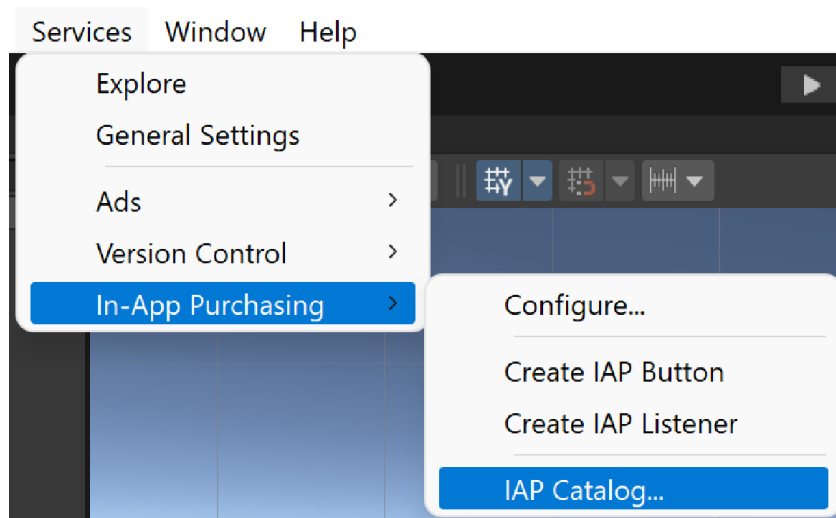 Services Window Help
Explore
General Settings
Ads
Version Control
In-App Purchasing
Configure...
Create IAP Button
Create IAP Listener
IAP Catalog...
Y